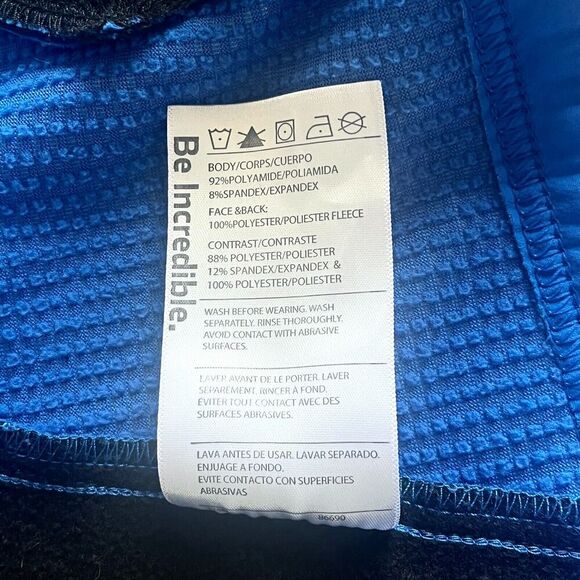 Be Incredible.
BODY/CORPS/CUERPO
92%POLYAMIDE/POLIAMIDA
8%SPANDEX/EXPANDEX
FACE &BACK:
100%POLYESTER/POLIESTER FLEECE
CONTRAST/CONTRASTE
88% POLYESTER/POLIESTER
12% SPANDEX/EXPANDEX &
100% POLYESTER/POLIESTER
WASH BEFORE WEARING. WASH
SEPARATELY. RINSE THOROUGHLY.
AVOID CONTACT WITH ABRASIVE
SURFACES.
LAVER AVANT DE LE PORTER. LAVER
SEPAREMENT. RINCER A FOND.
ÉVITER TOUT CONTACT AVEC DES
SURFACES ABRASIVES.
LAVA ANTES DE USAR. LAVAR SEPARADO.
ENJUAGE A FONDO.
EVITE CONTACTO CON SUPERFICIES
ABRASIVAS
86690